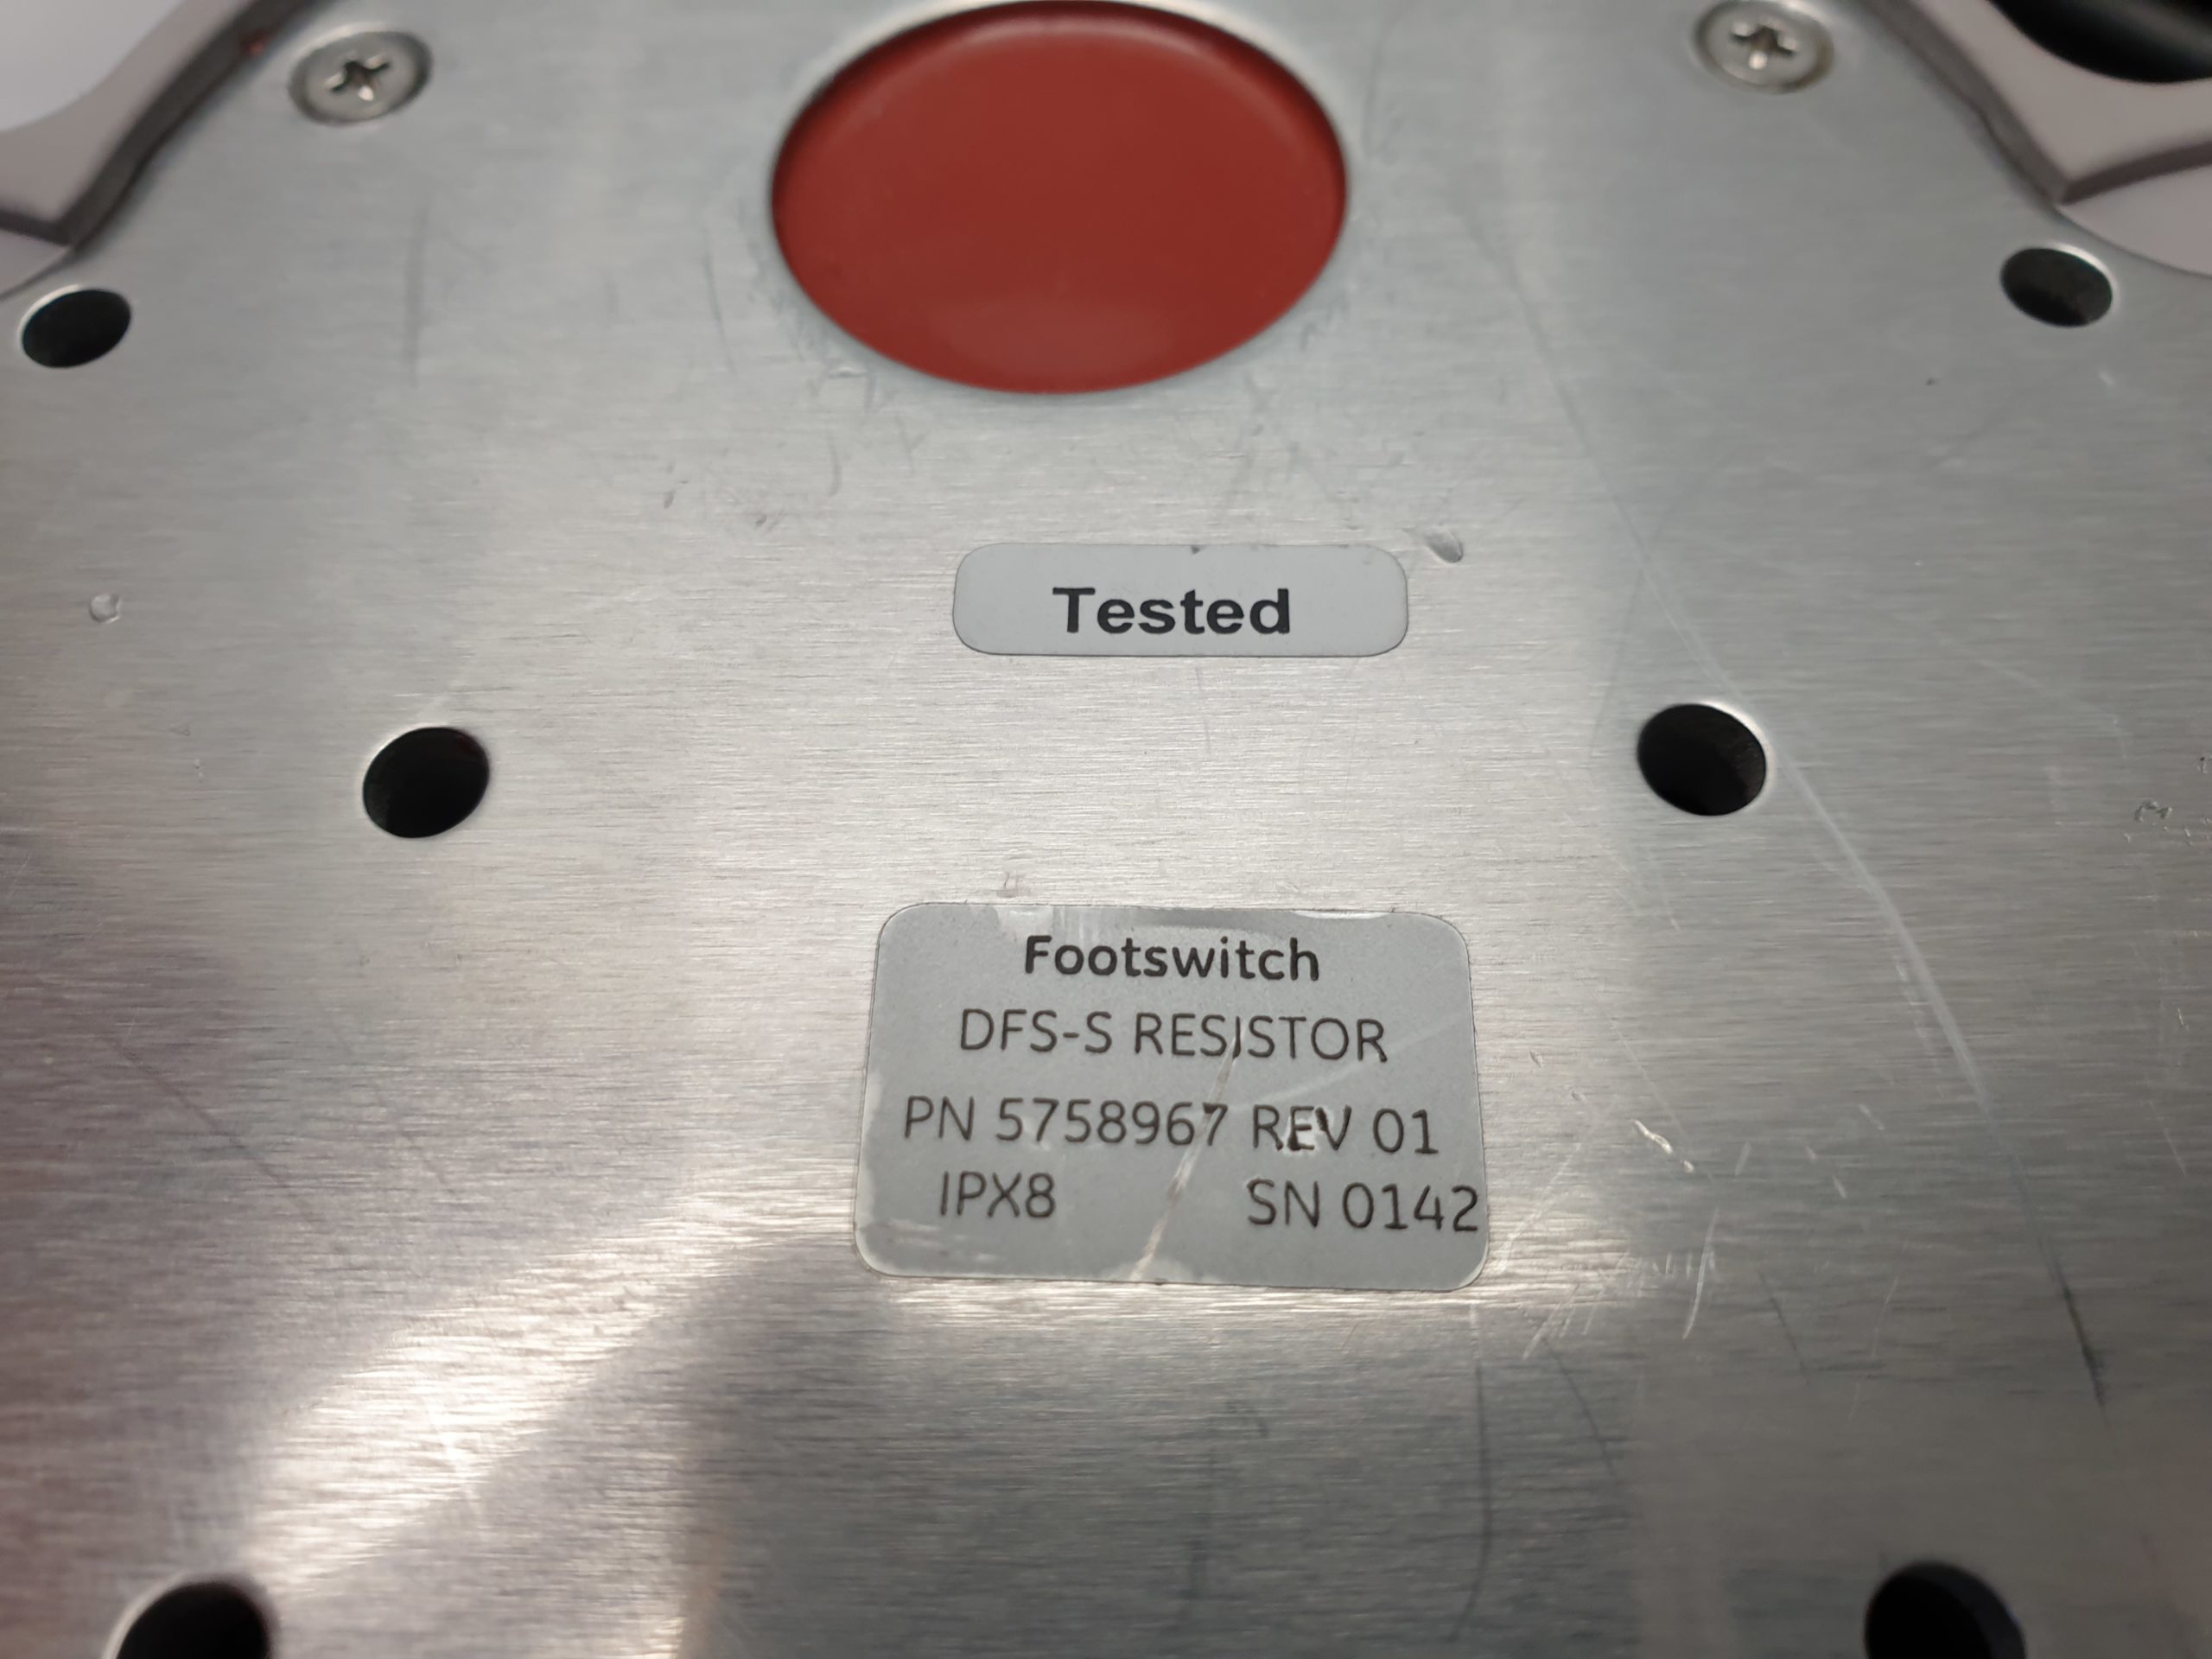 Tested
Footswitch
DFS-S RESISTOR
PN 5758967 REV 01
IPX8 SN 0142